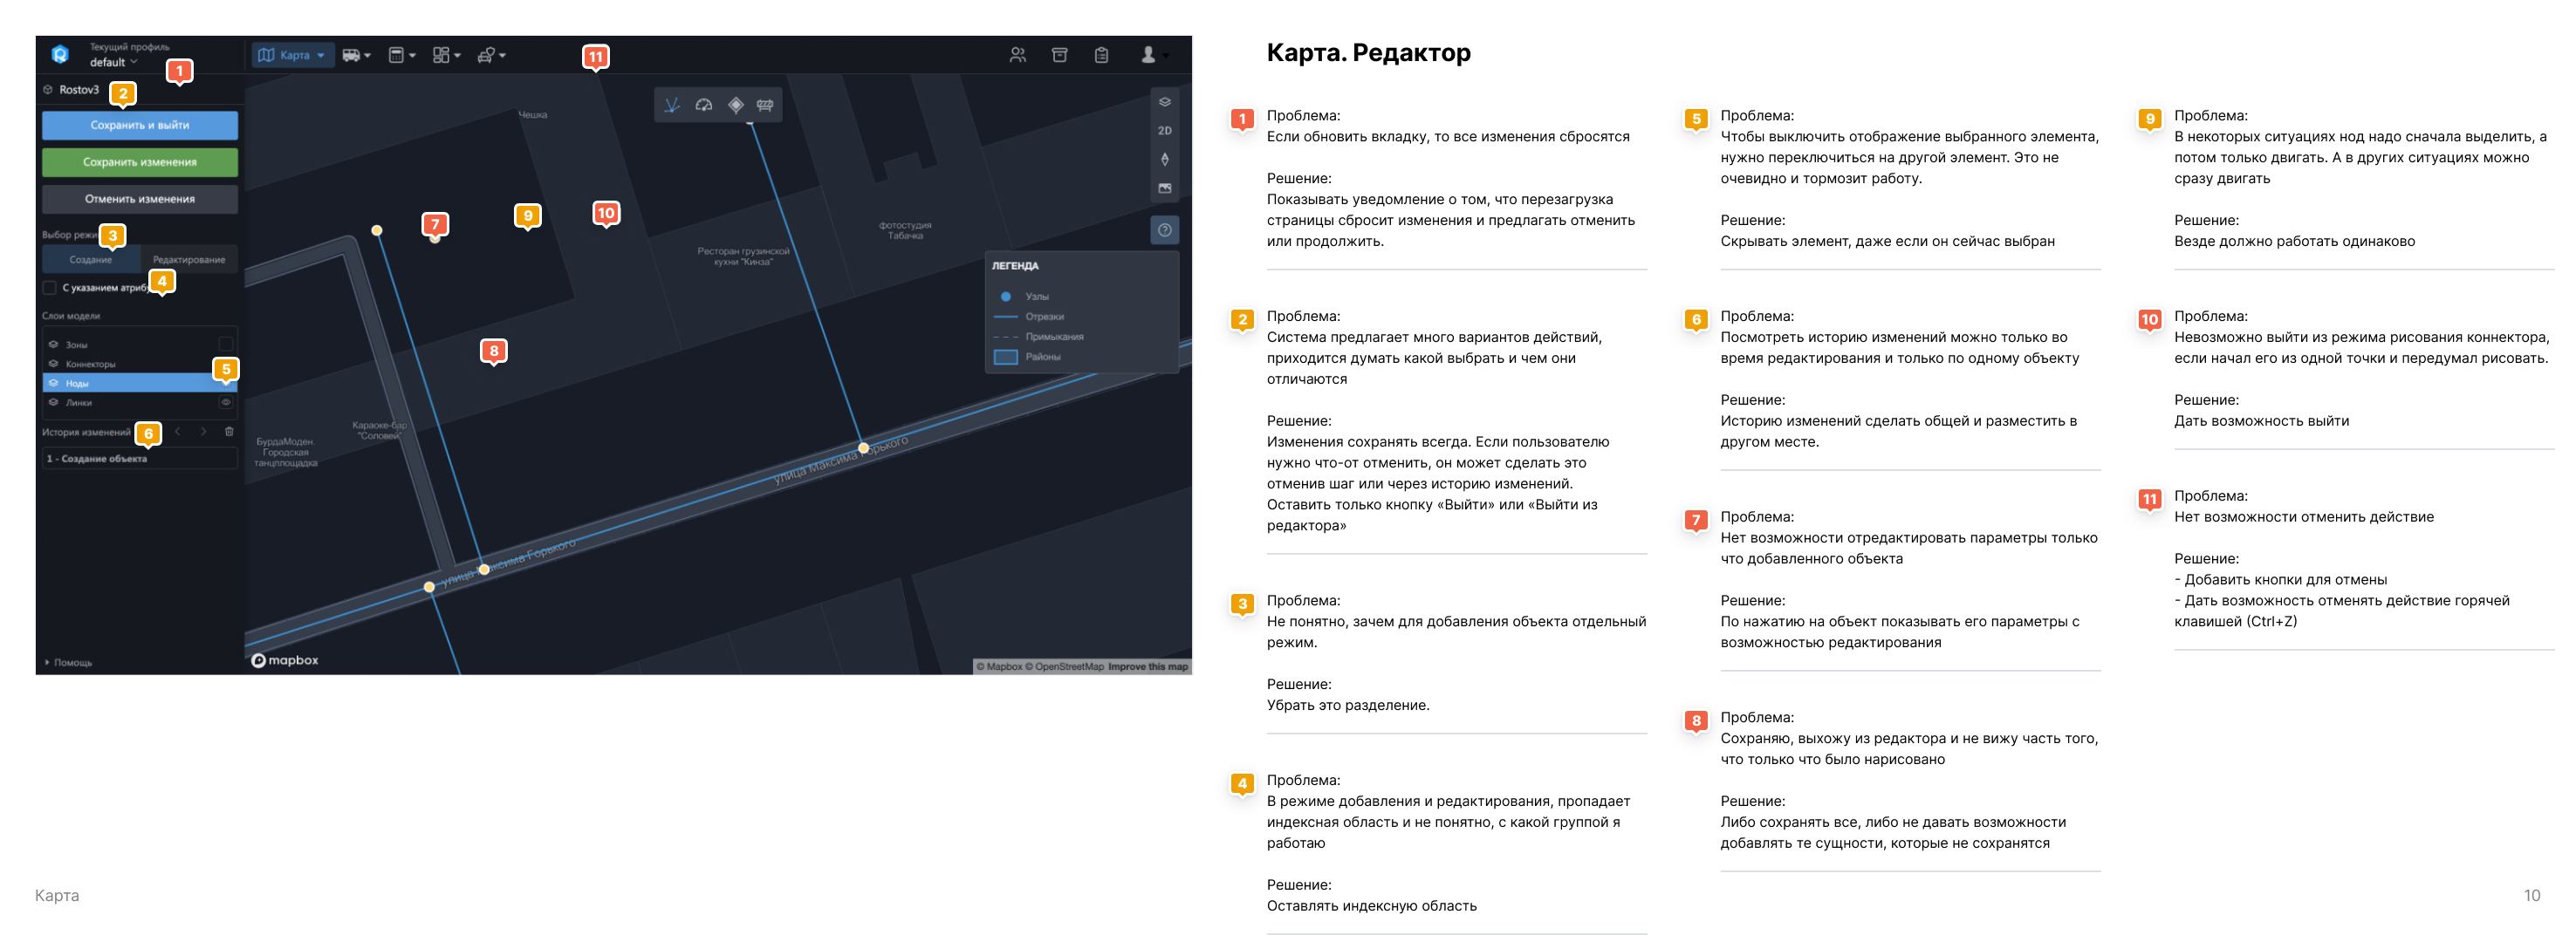 Текущий профиль
default
Карта
11
1
Rostov3
2
Сохранить и выйти
Сохранить изменения
Отменить изменения
3
Создание
Редактирование
4
С указанием
Слои модели
Зоны
Коннекторы
5
Ноды
Линки
История изменений
6
1 - Создание объекта
Помощь
Чешка
2D
7
9
10
фотостудия
Табачка
Ресторан грузинской
кухни "Кинза"
ЛЕГЕНДА
Узлы
Отрезки
Примыкания
Районы
8
Караоке-бар
"Соловей"
БурдаМоден.
Городская
танцплощадка
улица Максима Горького
улица Максима Горького
mapbox
© Mapbox © OpenStreetMap Improve this map
Карта. Редактор
1
Проблема:
Если обновить вкладку, то все изменения сбросятся
Решение:
Показывать уведомление о том, что перезагрузка
страницы сбросит изменения и предлагать отменить
или продолжить.
2
Проблема:
Система предлагает много вариантов действий,
приходится думать какой выбрать и чем они
отличаются
Решение:
Изменения сохранять всегда. Если пользователю
нужно что-от отменить, он может сделать это
отменив шаг или через историю изменений.
Оставить только кнопку «Выйти» или «Выйти из
редактора»
3
Проблема:
Не понятно, зачем для добавления объекта отдельный
режим.
Решение:
Убрать это разделение.
4
Проблема:
В режиме добавления и редактирования, пропадает
индексная область и не понятно, с какой группой я
работаю
Решение:
Оставлять индексную область
5
Проблема:
Чтобы выключить отображение выбранного элемента,
нужно переключиться на другой элемент. Это не
очевидно и тормозит работу.
Решение:
Скрывать элемент, даже если он сейчас выбран
6
Проблема:
Посмотреть историю изменений можно только во
время редактирования и только по одному объекту
Решение:
Историю изменений сделать общей и разместить в
другом месте.
7
Проблема:
Нет возможности отредактировать параметры только
что добавленного объекта
Решение:
По нажатию на объект показывать его параметры с
возможностью редактирования
8
Проблема:
Сохраняю, выхожу из редактора и не вижу часть того,
что только что было нарисовано
Решение:
Либо сохранять все, либо не давать возможности
добавлять те сущности, которые не сохранятся
9
Проблема:
В некоторых ситуациях нод надо сначала выделить, а
потом только двигать. А в других ситуациях можно
сразу двигать
Решение:
Везде должно работать одинаково
10
Проблема:
Невозможно выйти из режима рисования коннектора,
если начал его из одной точки и передумал рисовать.
Решение:
Дать возможность выйти
11
Проблема:
Нет возможности отменить действие
Решение:
- Добавить кнопки для отмены
- Дать возможность отменять действие горячей
клавишей (Ctrl+Z)
Карта
10